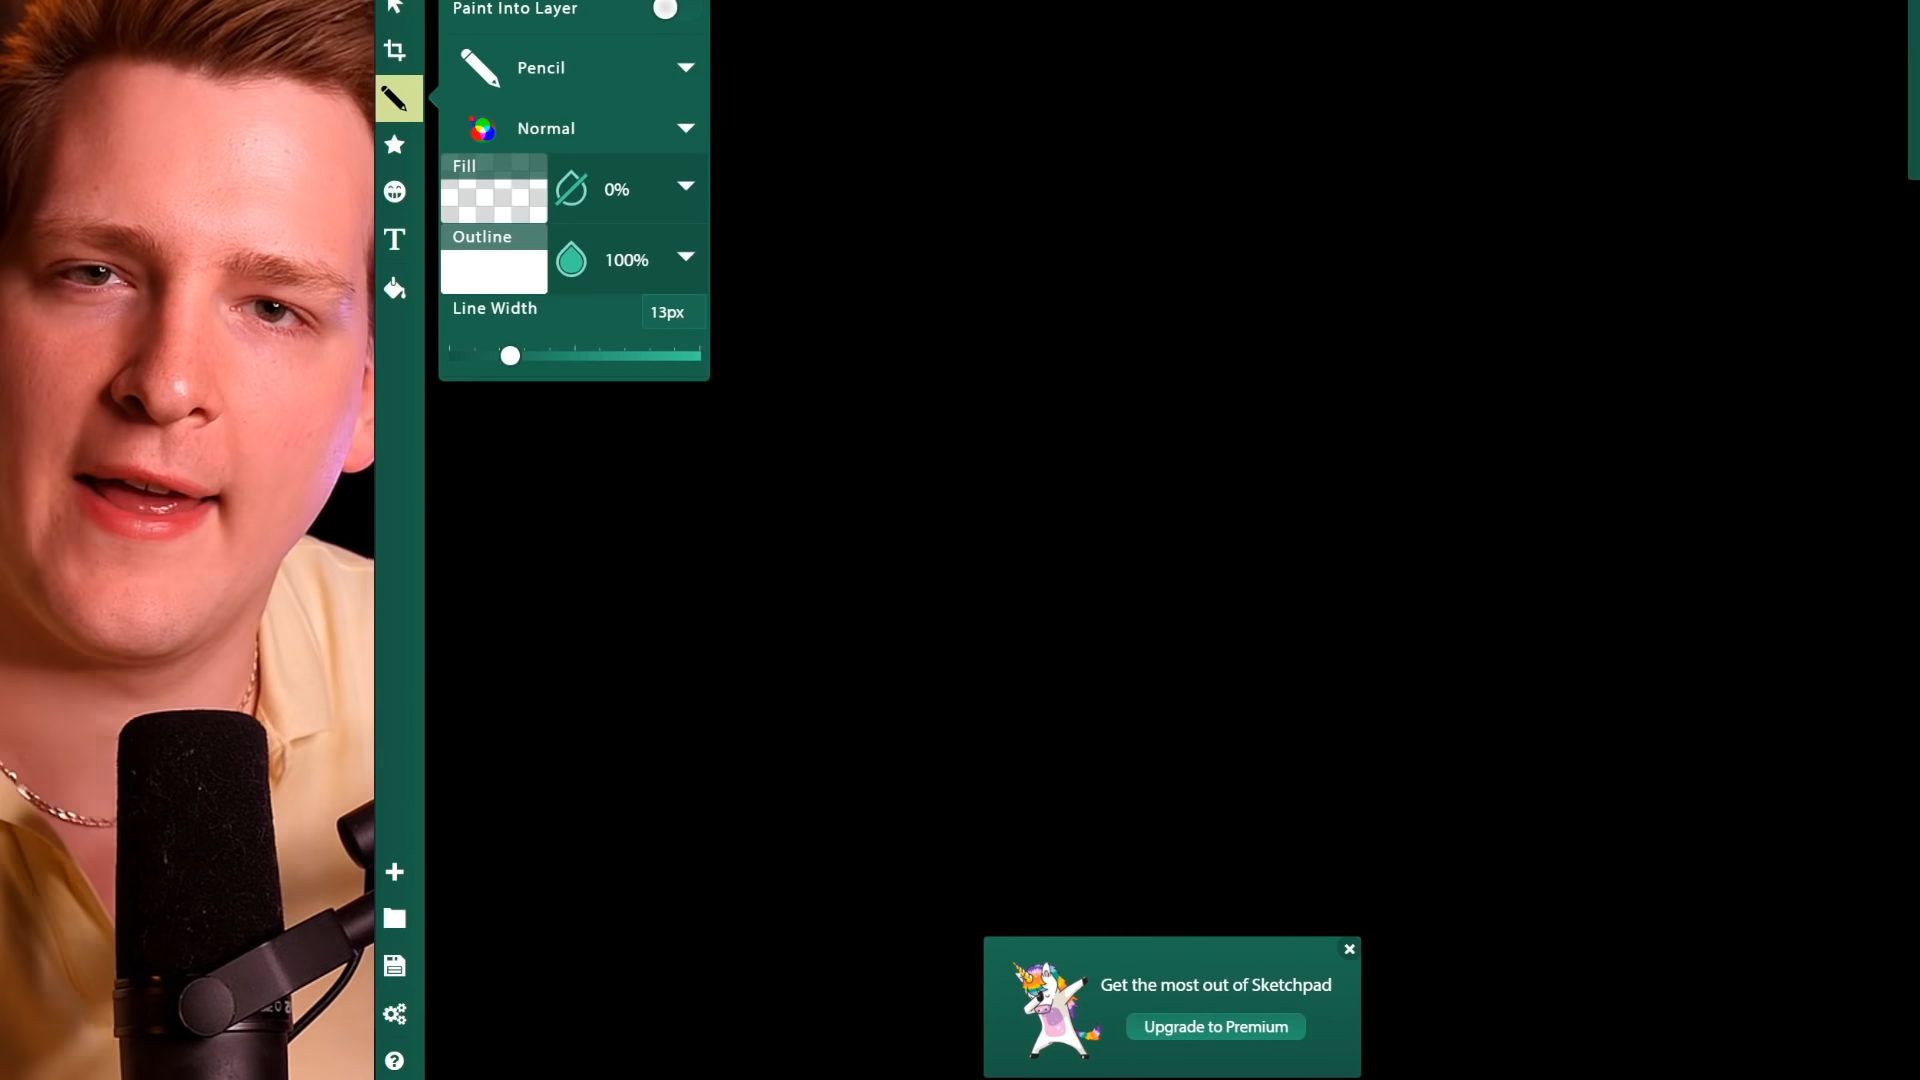 Paint Into Layer
Pencil
Normal
Fill
0%
Outline
100%
Line Width
13px
T
?
Get the most out of Sketchpad
Upgrade to Premium